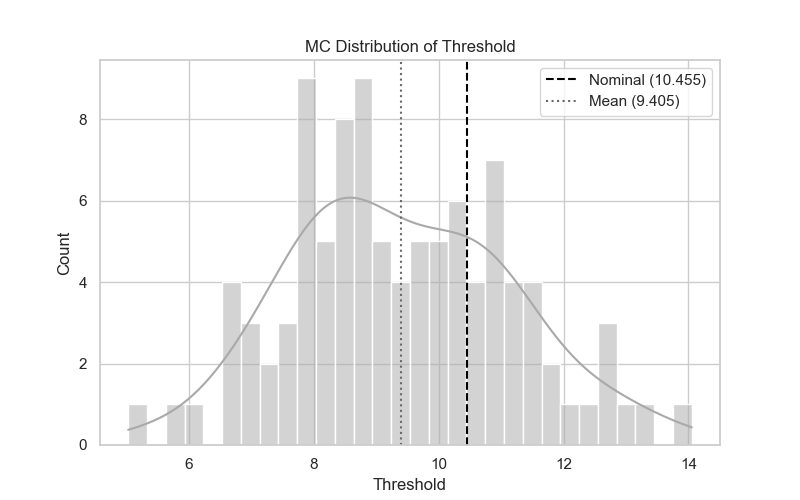 MC Distribution of Threshold
Nominal (10.455)
Mean (9.405)
Count
8
6
4
2
0
6
8
10
12
14
Threshold